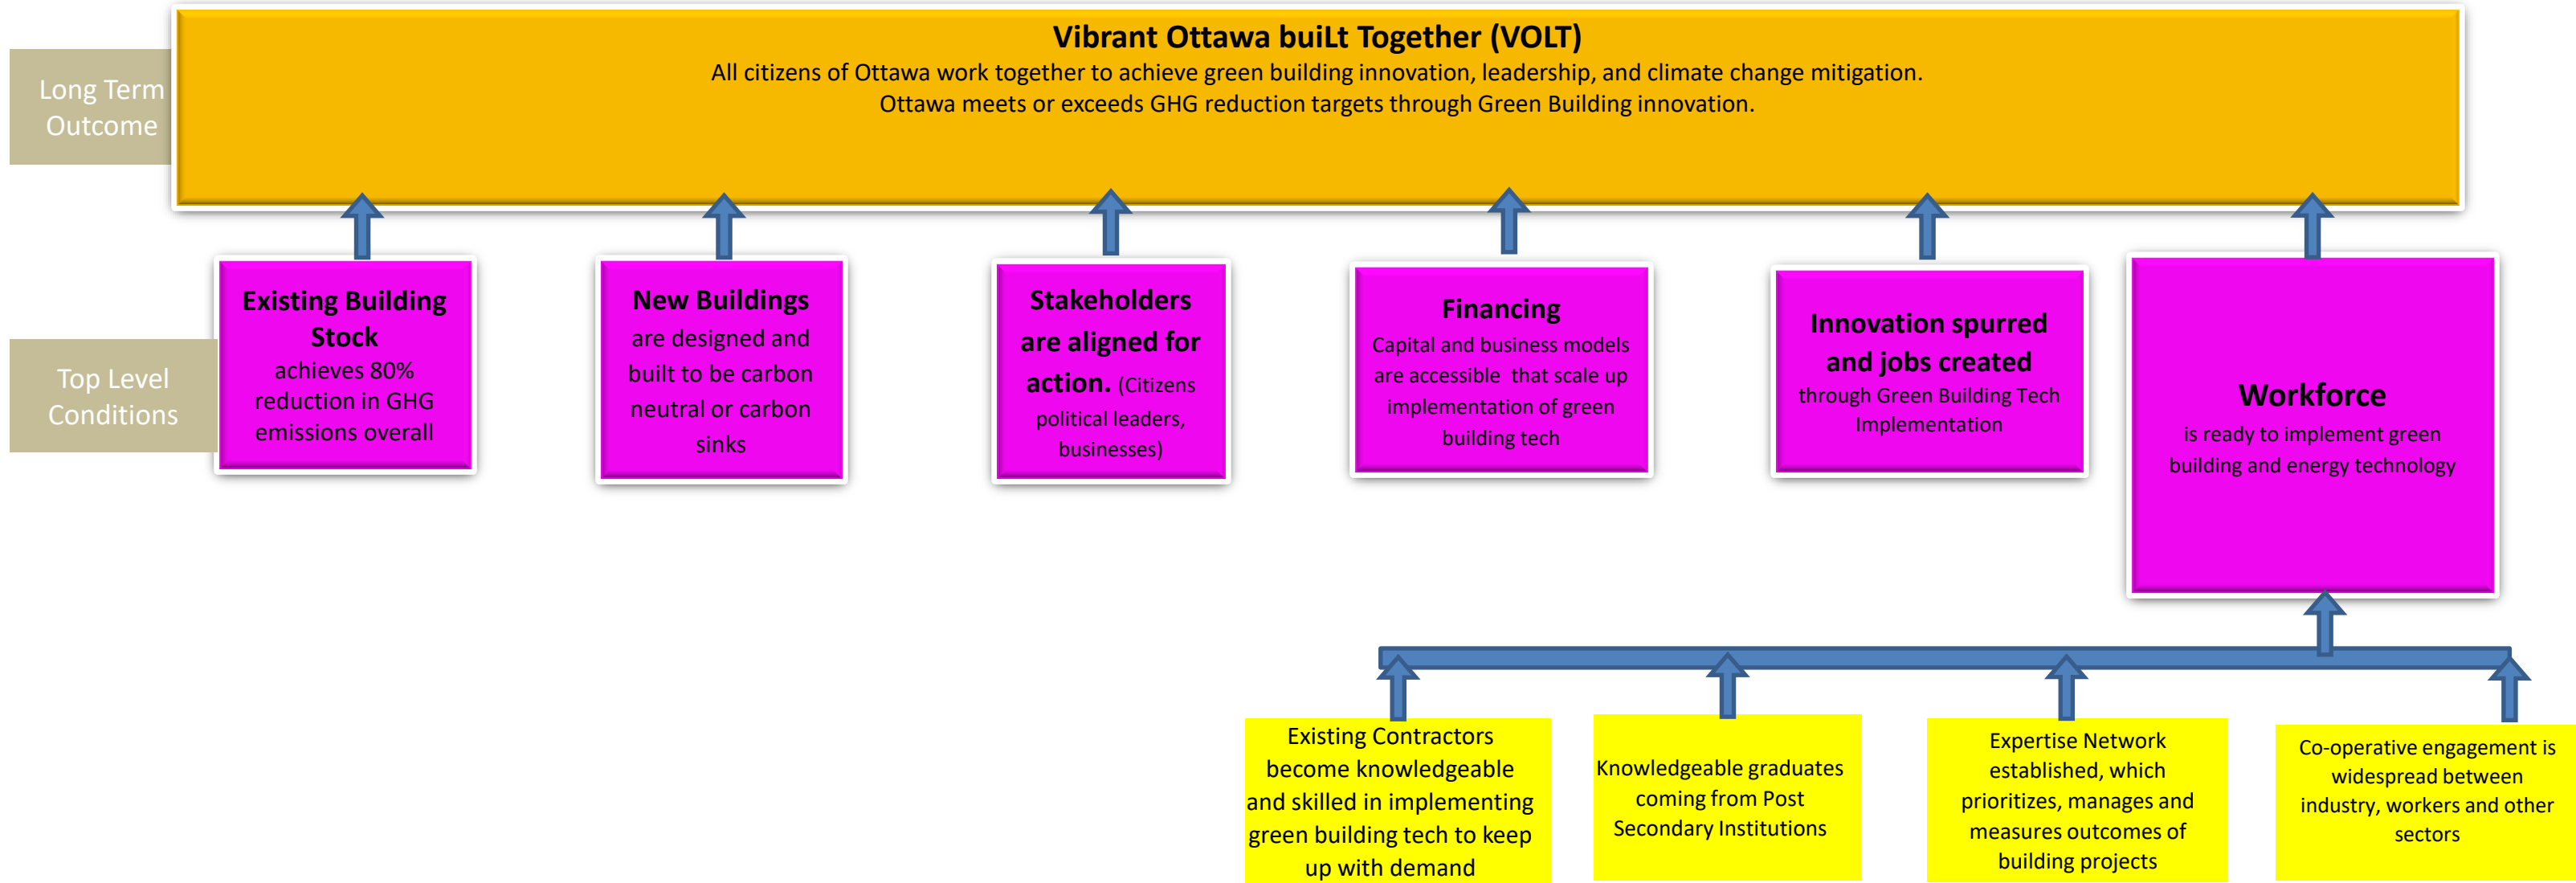 Vibrant Ottawa buiLt Together (VOLT)
All citizens of Ottawa work together to achieve green building innovation, leadership, and climate change mitigation.
Ottawa meets or exceeds GHG reduction targets through Green Building innovation.
Long Term
Outcome
Top Level
Conditions
Existing Building
Stock
achieves 80%
reduction in GHG
emissions overall
New Buildings
are designed and
built to be carbon
neutral or carbon
sinks
Stakeholders
are aligned for
action. (Citizens
political leaders,
businesses)
Financing
Capital and business models
are accessible that scale up
implementation of green
building tech
Innovation spurred
and jobs created
through Green Building Tech
Implementation
Workforce
is ready to implement green
building and energy technology
Existing Contractors
become knowledgeable
and skilled in implementing
green building tech to keep
up with demand
Knowledgeable graduates
coming from Post
Secondary Institutions
Expertise Network
established, which
prioritizes, manages and
measures outcomes of
building projects
Co-operative engagement is
widespread between
industry, workers and other
sectors